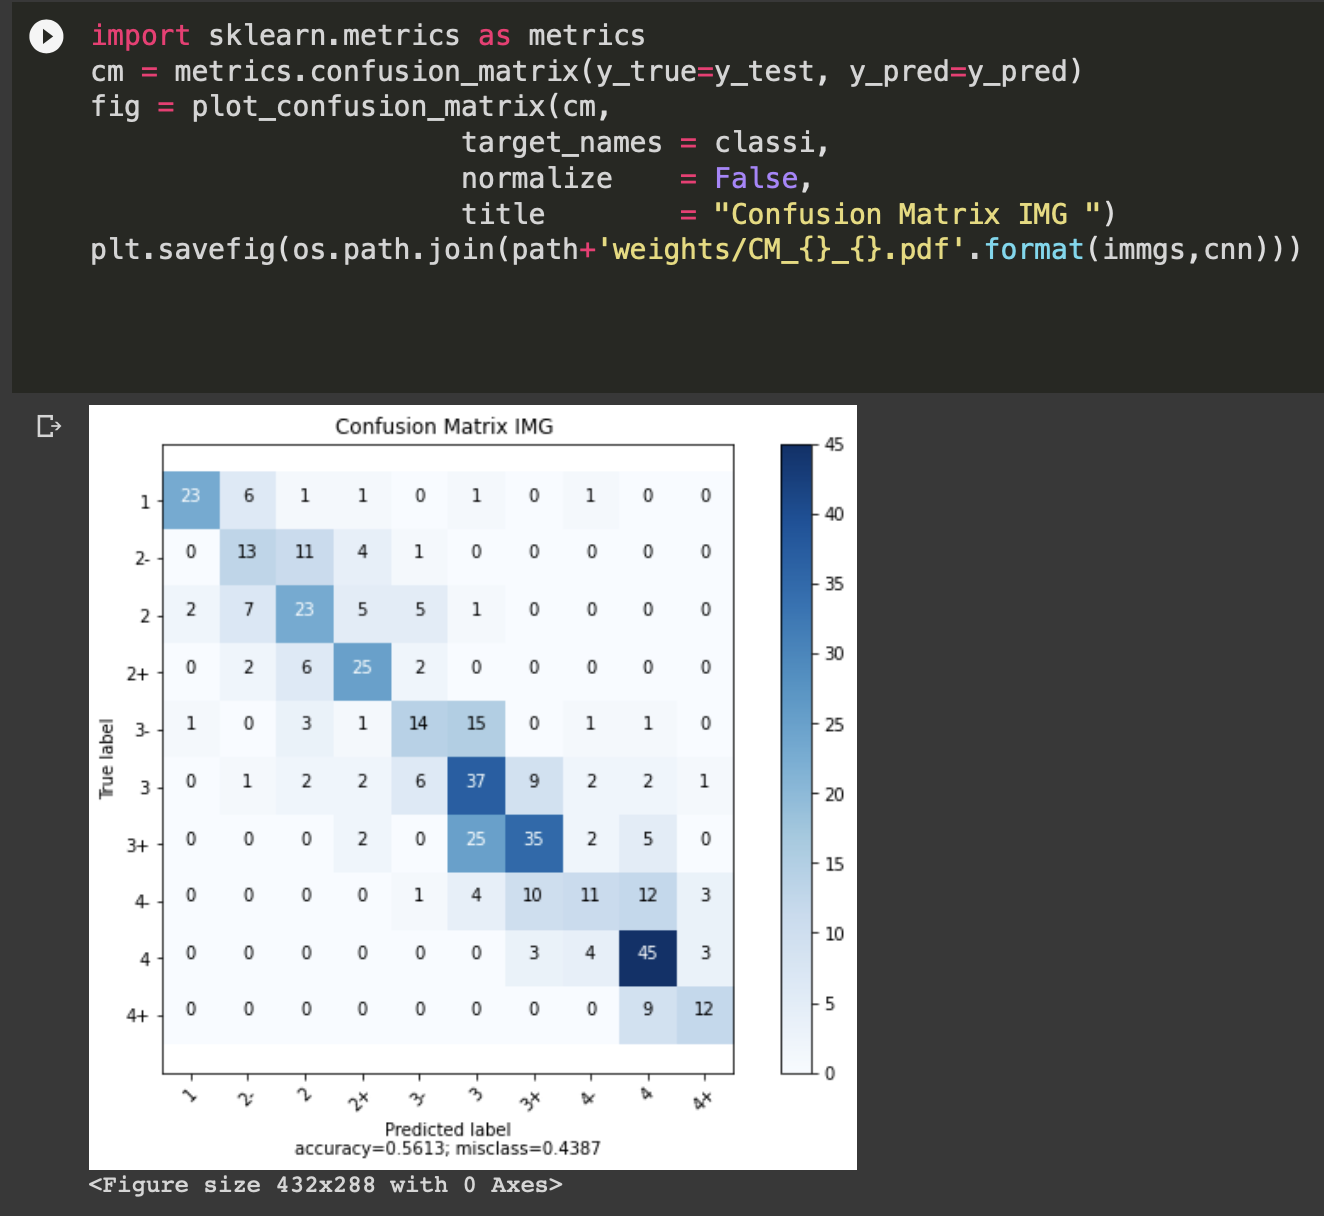 import sklearn.metrics as metrics
cm = metrics.confusion_matrix(y_true=y_test, y_pred=y_pred)
fig = plot_confusion_matrix(cm,
target_names = classi,
normalize = False,
title = "Confusion Matrix IMG ")
plt.savefig(os.path.join(path+'weights/CM_{}_{}.pdf'.format(immgs,cnn)))
Confusion Matrix IMG
1 23 6 1 1 0 1 0 1 0 0
2- 0 13 11 4 1 0 0 0 0 0
2 2 7 23 5 5 1 0 0 0 0
2+ 0 2 6 25 2 0 0 0 0 0
3- 1 0 3 1 14 15 0 1 1 0
3 0 1 2 2 6 37 9 2 2 1
3+ 0 0 0 2 0 25 35 2 5 0
4- 0 0 0 0 1 4 10 11 12 3
4 0 0 0 0 0 0 3 4 45 3
4+ 0 0 0 0 0 0 0 0 9 12
True label
1 2- 2 2+ 3- 3 3+ 4- 4 4+
Predicted label
accuracy=0.5613; misclass=0.4387
45
40
35
30
25
20
15
10
5
0
<Figure size 432x288 with 0 Axes>